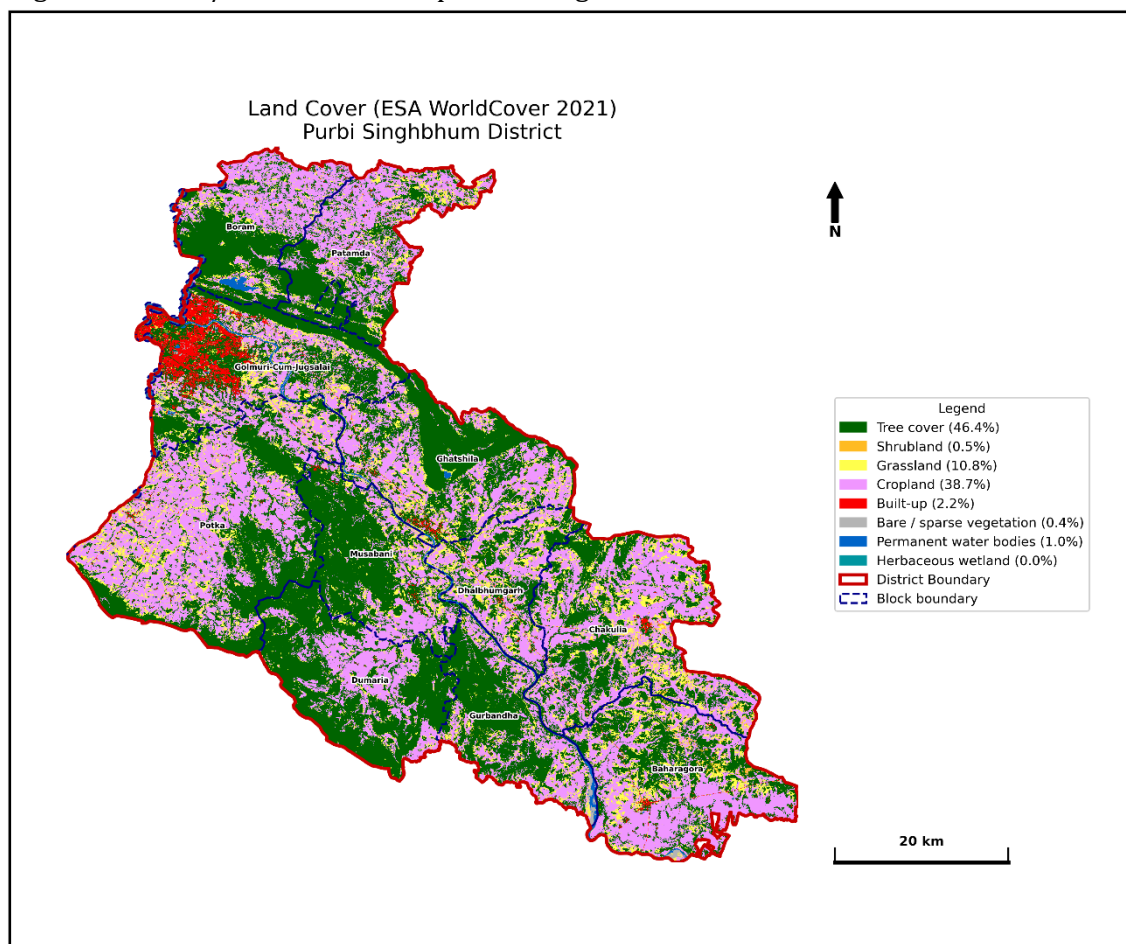 Land Cover (ESA WorldCover 2021)
Purbi Singhbhum District
N
Boram
Patamda
Golmuri-Cum-Jugsalai
Ghatshila
Potka
Musabani
Dhalbhumgarh
Chakulia
Dumaria
Gurbandha
Baharagora
Legend
Tree cover (46.4%)
Shrubland (0.5%)
Grassland (10.8%)
Cropland (38.7%)
Built-up (2.2%)
Bare / sparse vegetation (0.4%)
Permanent water bodies (1.0%)
Herbaceous wetland (0.0%)
District Boundary
Block boundary
20 km